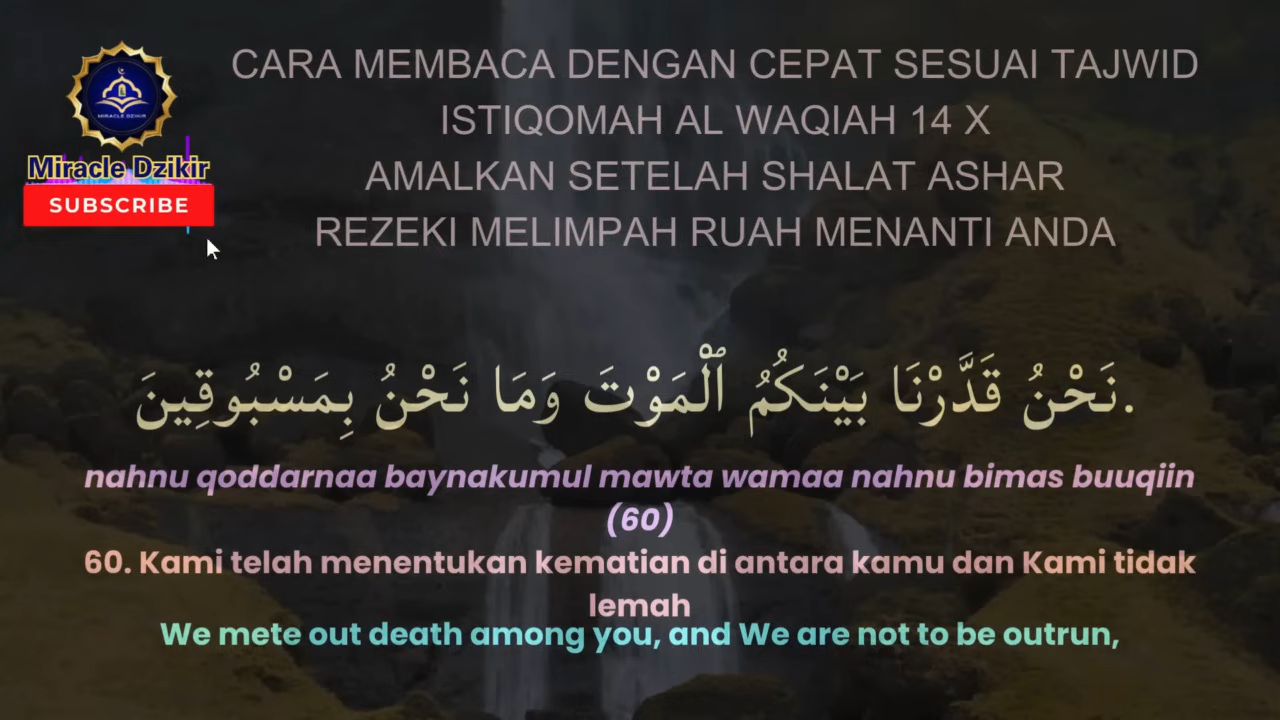 CARA MEMBACA DENGAN CEPAT SESUAI TAJWID
ISTIQOMAH AL WAQIAH 14 X
AMALKAN SETELAH SHALAT ASHAR
REZEKI MELIMPAH RUAH MENANTI ANDA
MIRACLE DZIKIR
Miracle Dzikir
SUBSCRIBE
نَحْنُ قَدَّرْنَا بَيْنَكُمُ ٱلْمَوْتَ وَمَا نَحْنُ بِمَسْبُوقِينَ.
nahnu qoddarnaa baynakumul mawta wamaa nahnu bimas buuqiin
(60)
60. Kami telah menentukan kematian di antara kamu dan Kami tidak
lemah
We mete out death among you, and We are not to be outrun,